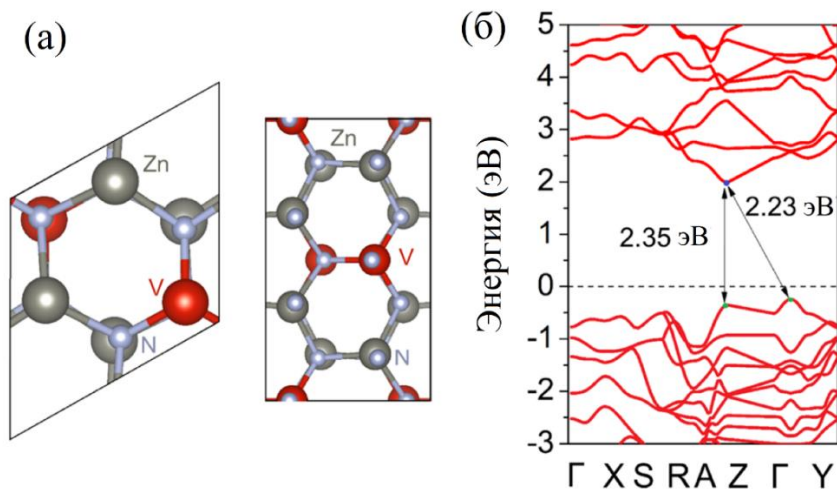 (а)
Zn
V
N
Zn
V
N
(б)
Энергия (эВ)
5
4
3
2
1
0
-1
-2
-3
2.35 эВ
2.23 эВ
Γ X S R A Z Γ Y